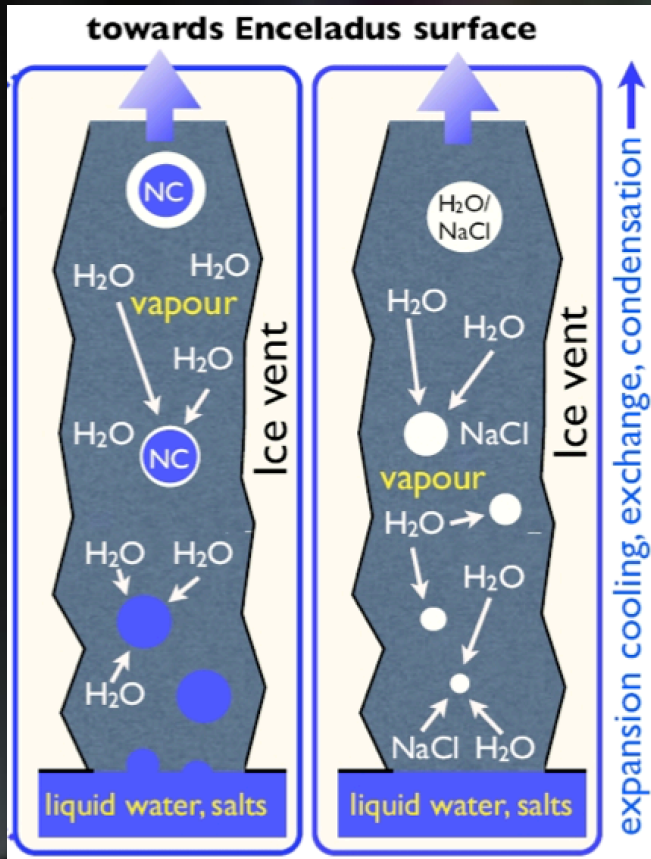 towards Enceladus surface
NC
H₂O
H₂O
vapour
H₂O
H₂O
NC
H₂O
H₂O
H₂O
liquid water, salts
Ice vent
H₂O/
NaCl
H₂O
H₂O
NaCl
vapour
H₂O
H₂O
NaCl H₂O
liquid water, salts
Ice vent
expansion cooling, exchange, condensation